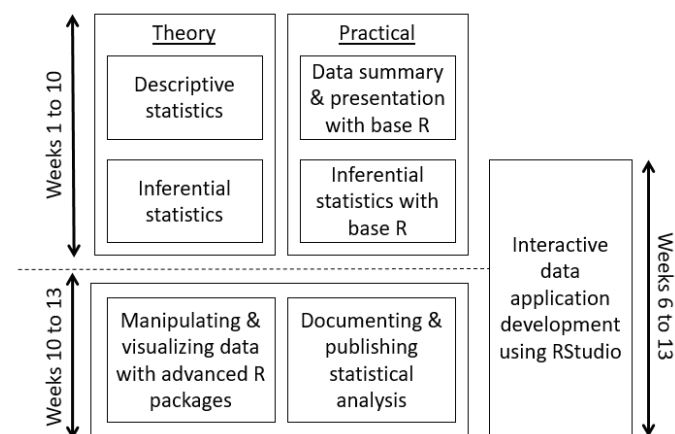 Weeks 1 to 10
Theory
Descriptive
statistics
Inferential
statistics
Practical
Data summary
& presentation
with base R
Inferential
statistics with
base R
Weeks 10 to 13
Manipulating &
visualizing data
with advanced R
packages
Documenting &
publishing
statistical
analysis
Interactive
data
application
development
using RStudio
Weeks 6 to 13